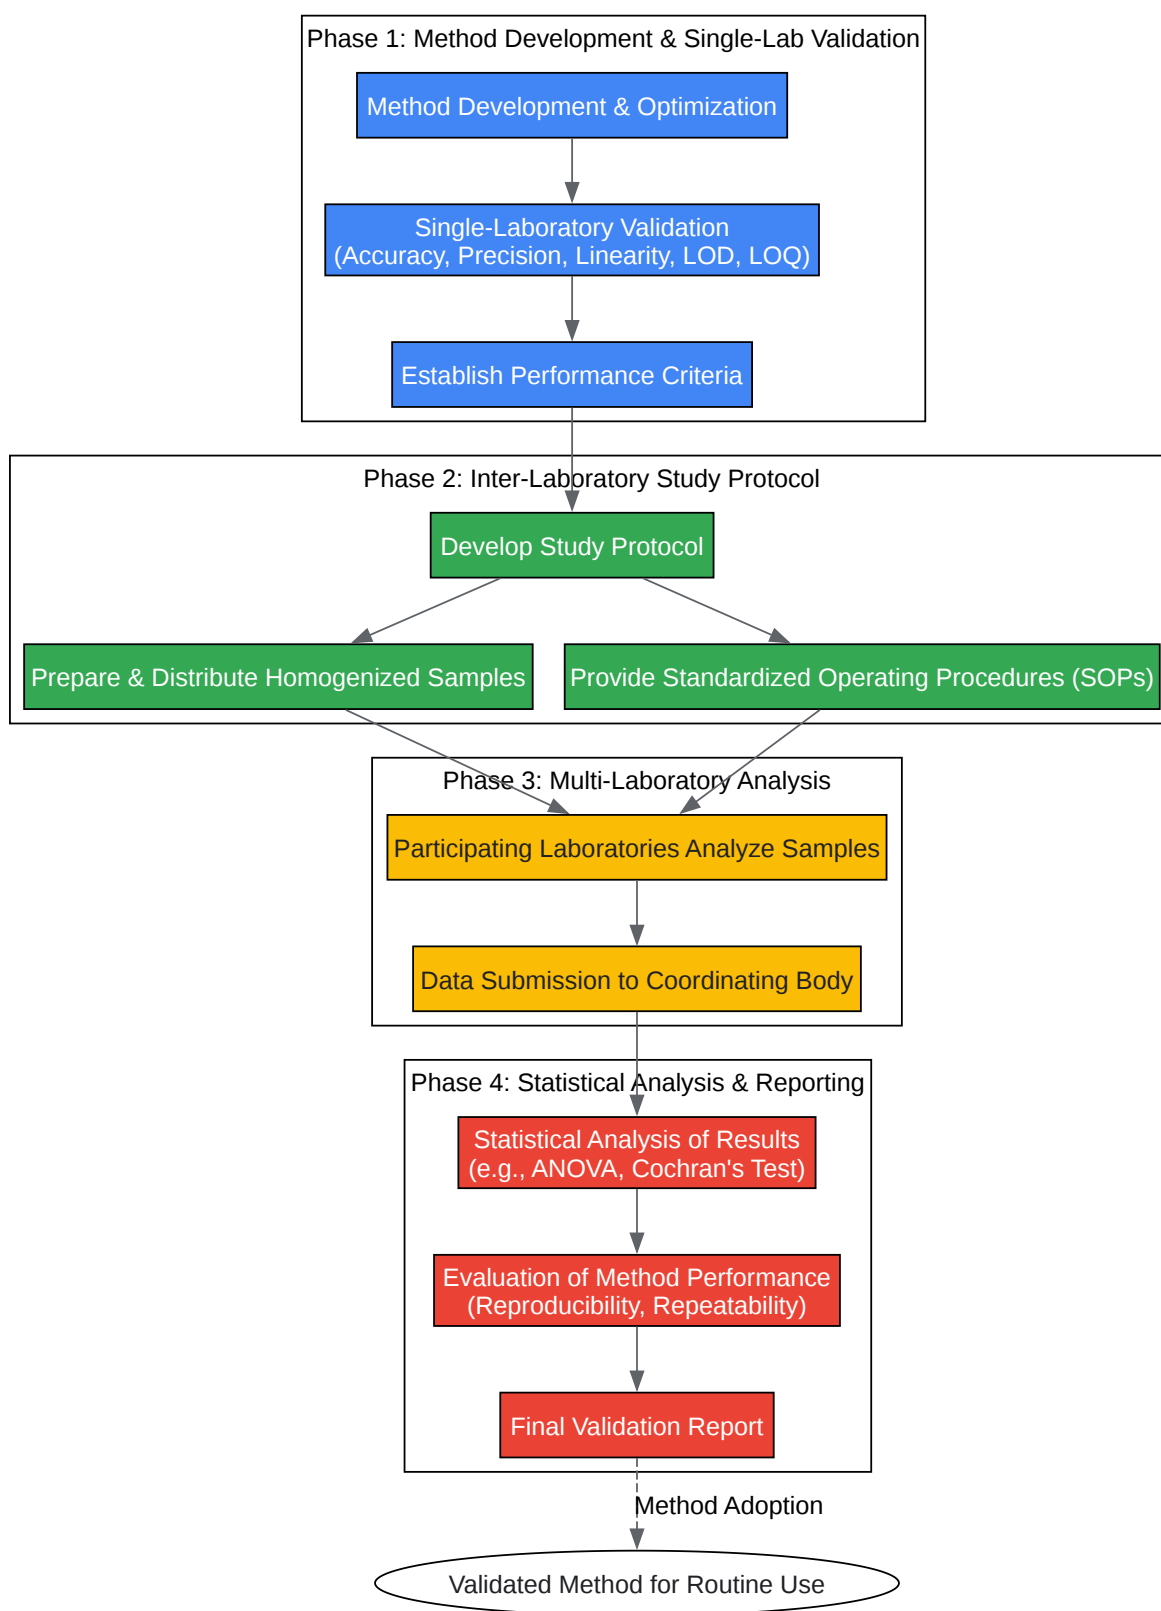 Phase 1: Method Development & Single-Lab Validation
Method Development & Optimization
Single-Laboratory Validation
(Accuracy, Precision, Linearity, LOD, LOQ)
Establish Performance Criteria
Phase 2: Inter-Laboratory Study Protocol
Develop Study Protocol
Prepare & Distribute Homogenized Samples
Provide Standardized Operating Procedures (SOPs)
Phase 3: Multi-Laboratory Analysis
Participating Laboratories Analyze Samples
Data Submission to Coordinating Body
Phase 4: Statistical Analysis & Reporting
Statistical Analysis of Results
(e.g., ANOVA, Cochran's Test)
Evaluation of Method Performance
(Reproducibility, Repeatability)
Final Validation Report
Method Adoption
Validated Method for Routine Use